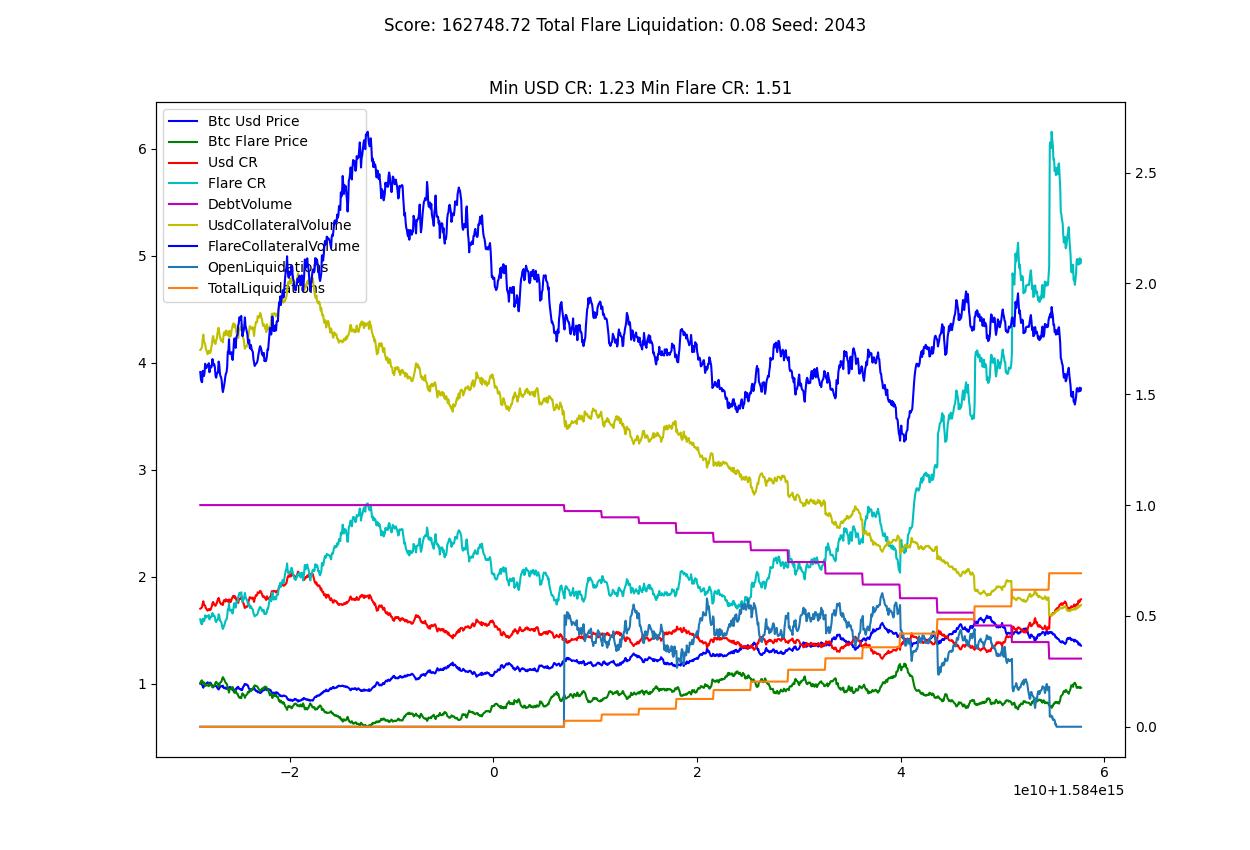 Score: 162748.72 Total Flare Liquidation: 0.08 Seed: 2043
Min USD CR: 1.23 Min Flare CR: 1.51
Btc Usd Price
Btc Flare Price
Usd CR
Flare CR
DebtVolume
UsdCollateralVolume
FlareCollateralVolume
OpenLiquidations
TotalLiquidations
6
5
4
3
2
1
2.5
2.0
1.5
1.0
0.5
0.0
−2
0
2
4
6
1e10+1.584e15